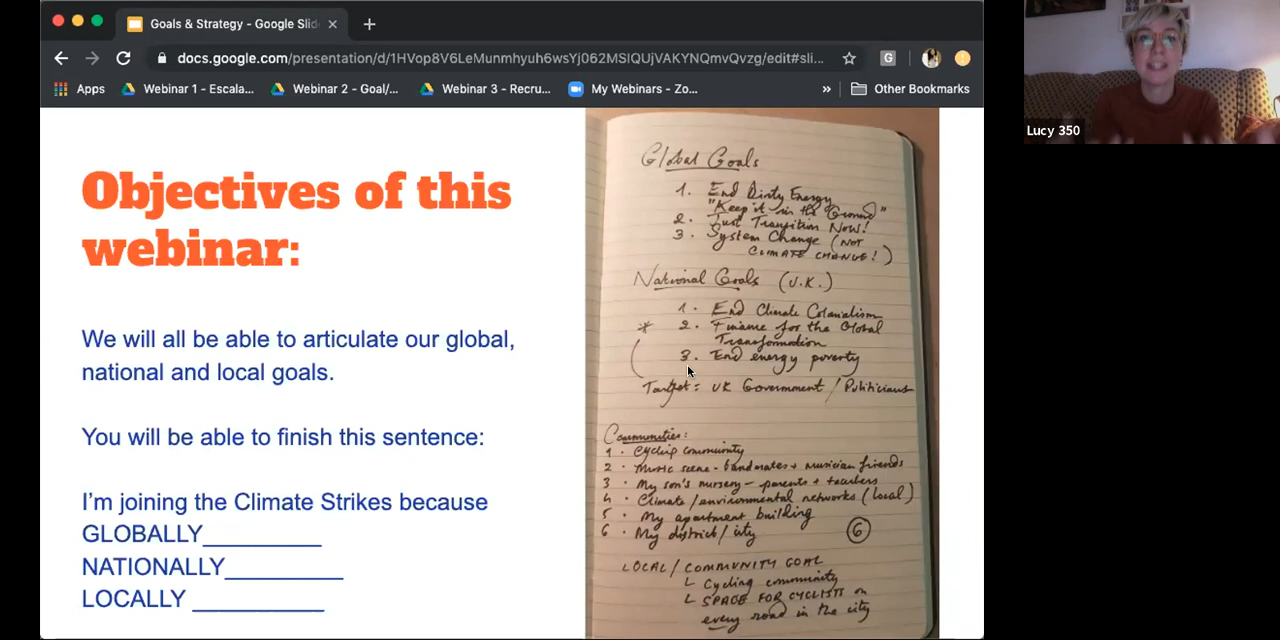 Goals & Strategy - Google Slid
docs.google.com/presentation/d/1HVop8V6LeMunmhyuh6wsYj062MSIQUjVAKYNQmvQvzg/edit#sli...
G
Apps
Webinar 1 - Escala...
Webinar 2 - Goal/...
Webinar 3 - Recru...
My Webinars - Zo...
»
Other Bookmarks
Lucy 350
Objectives of this
webinar:
We will all be able to articulate our global,
national and local goals.
You will be able to finish this sentence:
I'm joining the Climate Strikes because
GLOBALLY_________
NATIONALLY_________
LOCALLY __________
Global Goals
1. End Dirty Energy
"Keep it in the Ground"
2. Just Transition Now!
3. System Change (NOT
CLIMATE CHANGE!)
National Goals (U.K.)
1. End Climate Colonialism
* 2. Finance for the Global
Transformation
3. End energy poverty
Target: UK Government / Politicians
Communities:
1. Cycling community
2. Music scene - bandmates + musician friends
3. My son's nursery - parents + teachers
4. Climate/environmental networks (local)
5. My apartment building
6. My district/city
6
LOCAL / COMMUNITY GOAL
Cycling community
SPACE FOR CYCLISTS on
every road in the city